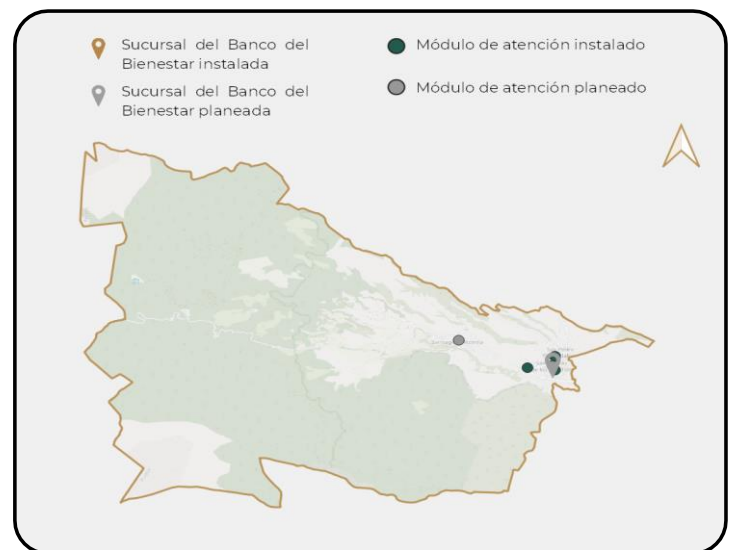 Sucursal del Banco del
Bienestar instalada
Sucursal del Banco del
Bienestar planeada
Módulo de atención instalado
Módulo de atención planeado